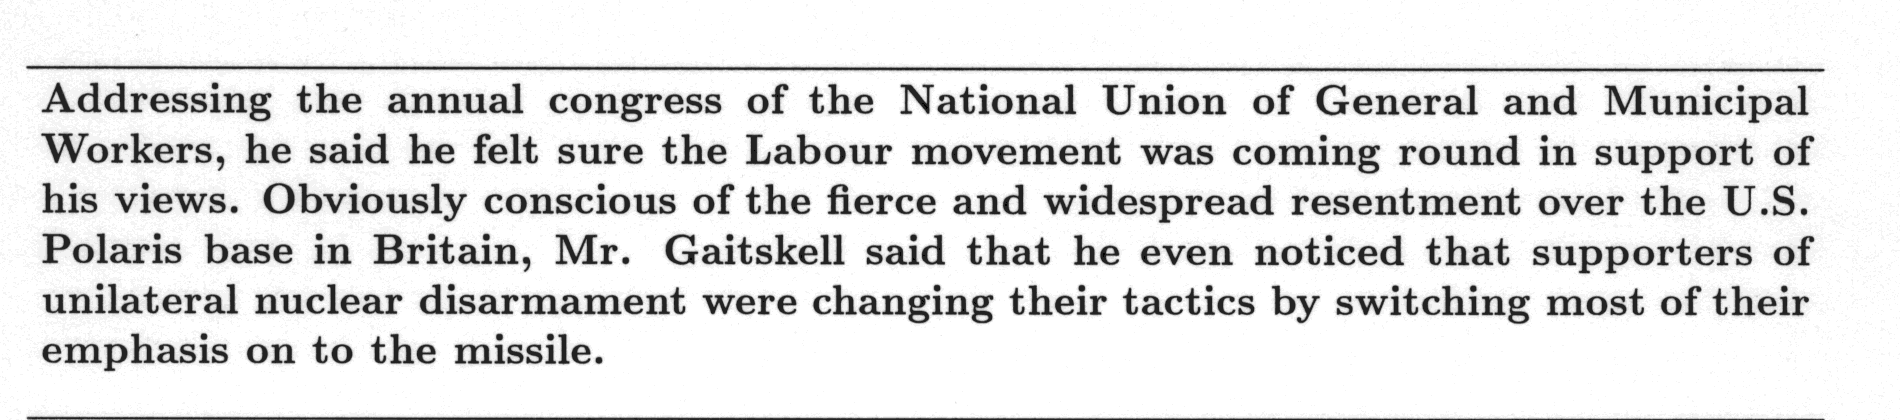 Addressing the annual congress of the National Union of General and Municipal
Workers, he said he felt sure the Labour movement was coming round in support of
his views. Obviously conscious of the fierce and widespread resentment over the U.S.
Polaris base in Britain, Mr. Gaitskell said that he even noticed that supporters of
unilateral nuclear disarmament were changing their tactics by switching most of their
emphasis on to the missile.